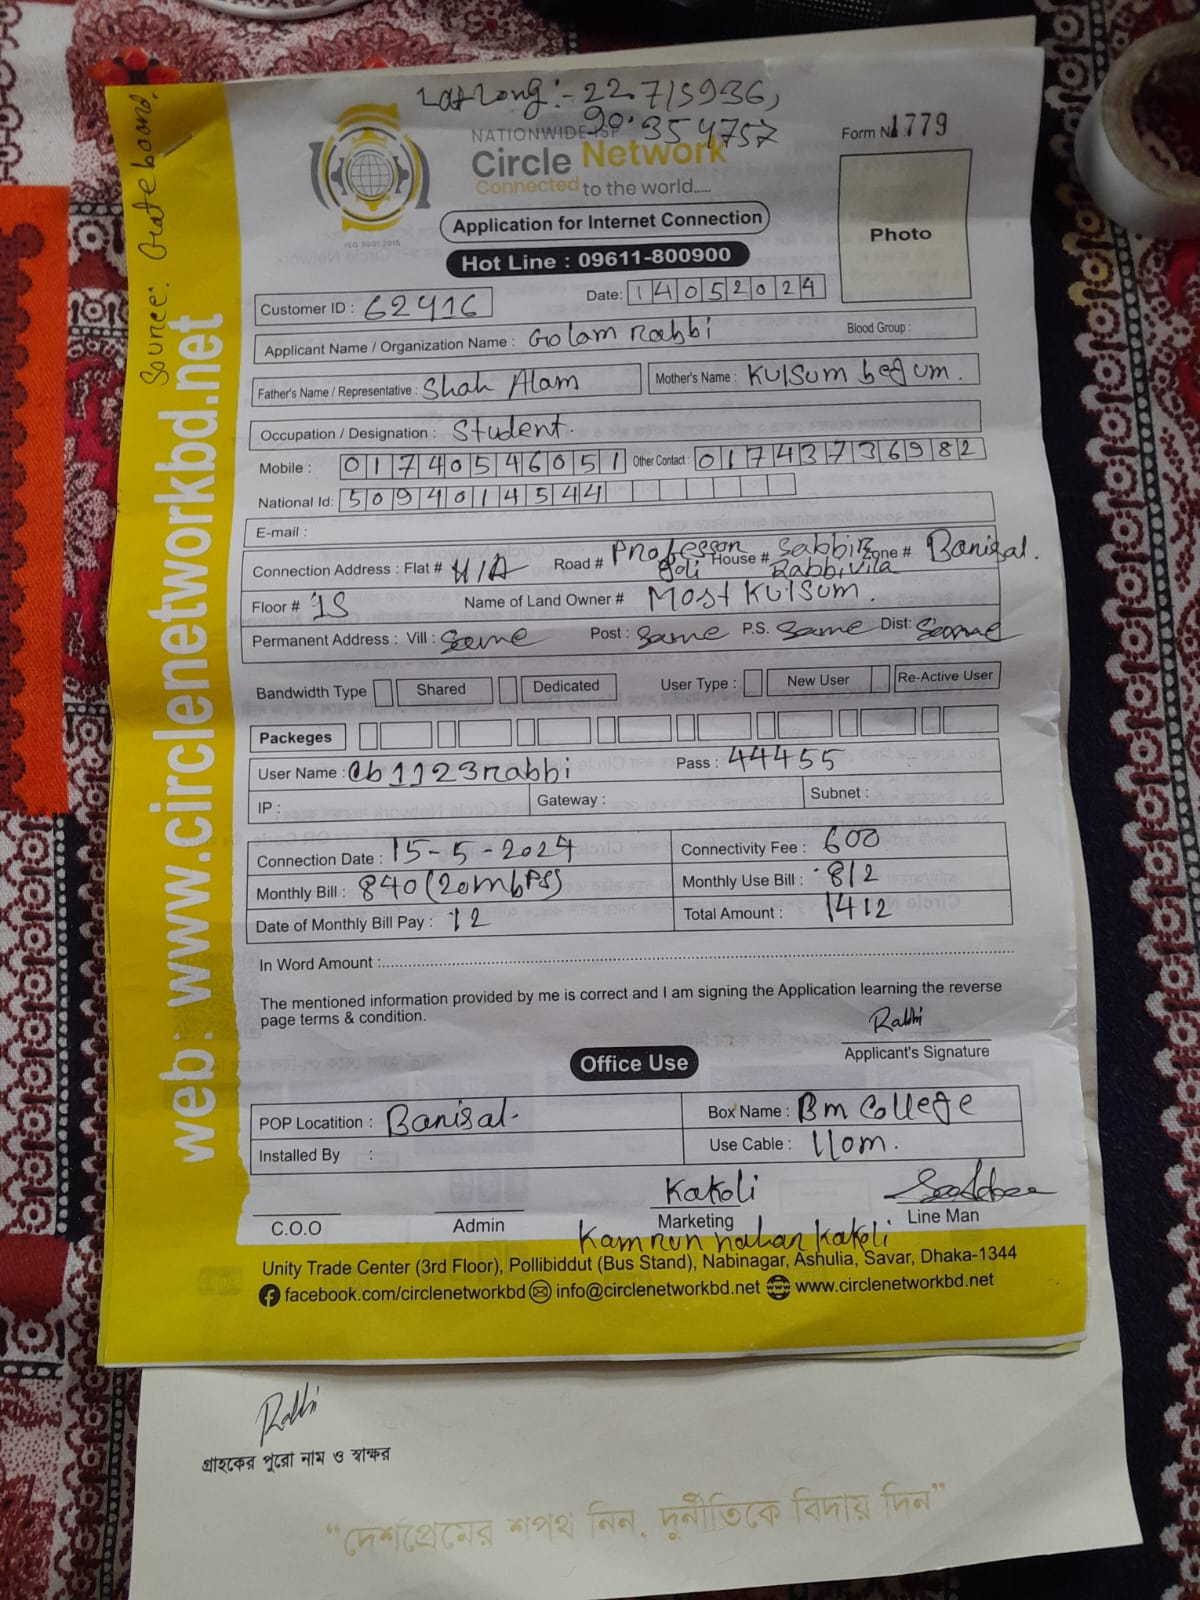 Lat Long :- 22.715936,
90.354757
NATIONWIDE ISP
Circle Network
Connected to the world.....
ISO 9001:2015
Form N 1779
Photo
Application for Internet Connection
Hot Line : 09611-800900
Customer ID : 62416
Date: 14052024
Applicant Name / Organization Name : Golam rabbi
Blood Group :
Father's Name / Representative : Shah Alam
Mother's Name : Kulsum begum.
Occupation / Designation : Student.
Mobile : 01740546051 Other Contact : 01743736982
National Id: 5094014544
E-mail :
Connection Address : Flat # N/A Road # Professor goli House # Sabbir Rabbi vila Zone # Barisal.
Floor # 1S Name of Land Owner # Most Kulsum.
Permanent Address : Vill : Same Post : Same P.S. Same Dist: Same
Bandwidth Type Shared Dedicated User Type : New User Re-Active User
Packeges
User Name : cb1123rabbi Pass : 44455
IP : Gateway : Subnet :
Connection Date : 15-5-2024 Connectivity Fee : 600
Monthly Bill : 840 (20mbps) Monthly Use Bill : 812
Date of Monthly Bill Pay : 12 Total Amount : 1412
In Word Amount :
The mentioned information provided by me is correct and I am signing the Application learning the reverse
page terms & condition.
Rabbi
Applicant's Signature
Office Use
POP Locatition : Barisal. Box Name : Bm College
Installed By : Use Cable : 110m.
Kakoli
C.O.O Admin Marketing Line Man
Kamrun nahar kakoli
Unity Trade Center (3rd Floor), Pollibiddut (Bus Stand), Nabinagar, Ashulia, Savar, Dhaka-1344
facebook.com/circlenetworkbd info@circlenetworkbd.net www.circlenetworkbd.net
web: www.circlenetworkbd.net
Source:
Rabbi
গ্রাহকের পুরো নাম ও স্বাক্ষর
“দেশপ্রেমের শপথ নিন, দুর্নীতিকে বিদায় দিন”